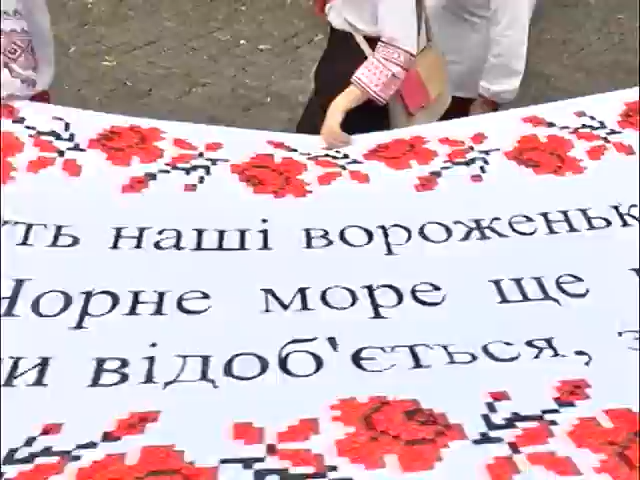 ть наші вороженьк
Чорне море ще
и відоб'ється, з